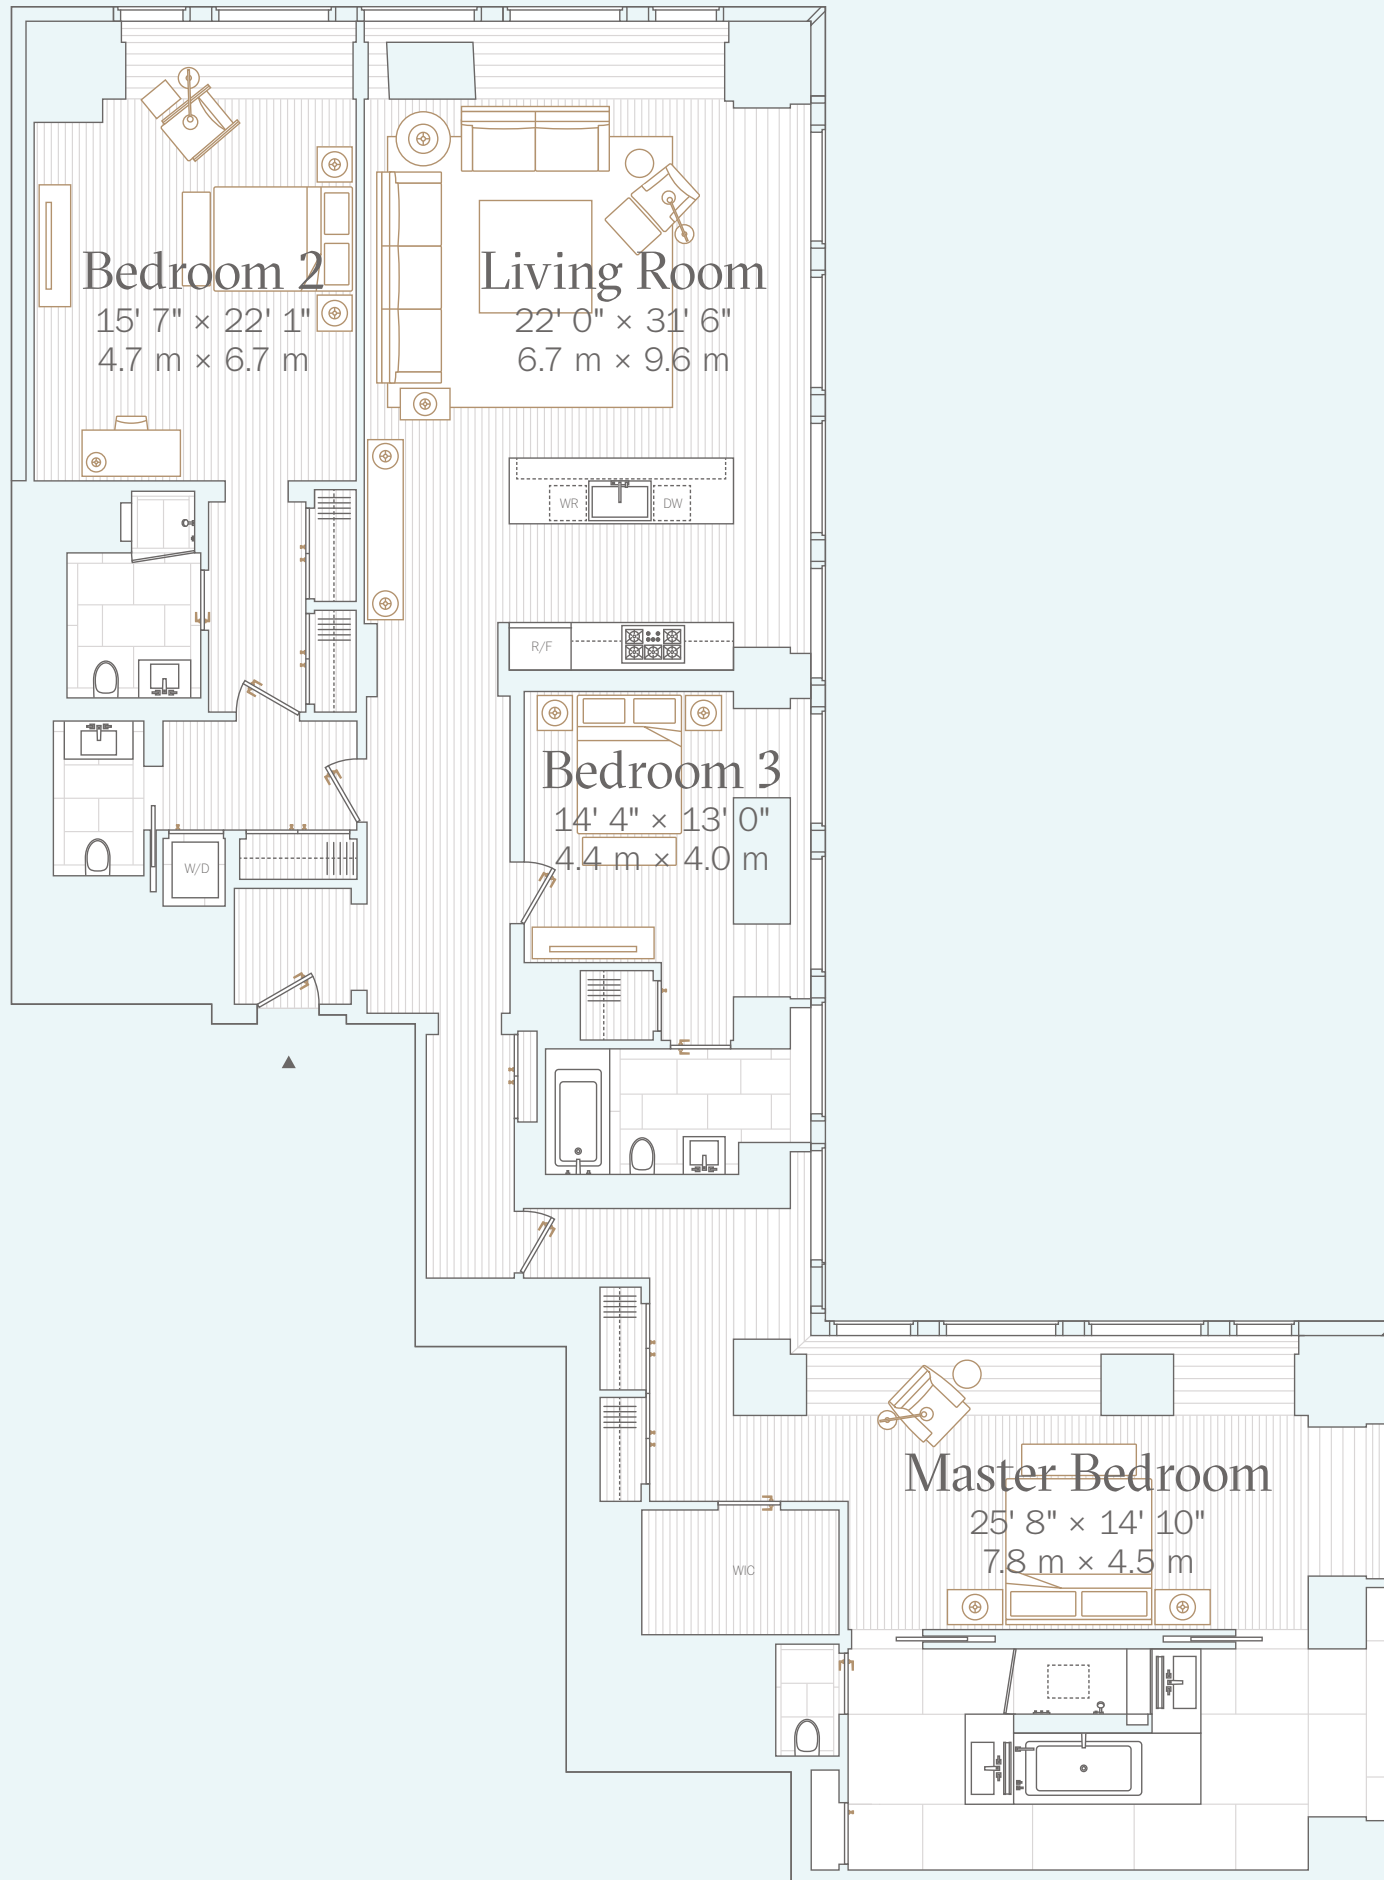 Bedroom 2
15' 7" × 22' 1"
4.7 m × 6.7 m
Living Room
22' 0" × 31' 6"
6.7 m × 9.6 m
WR
DW
R/F
Bedroom 3
14' 4" × 13' 0"
4.4 m × 4.0 m
W/D
Master Bedroom
25' 8" × 14' 10"
7.8 m × 4.5 m
WIC